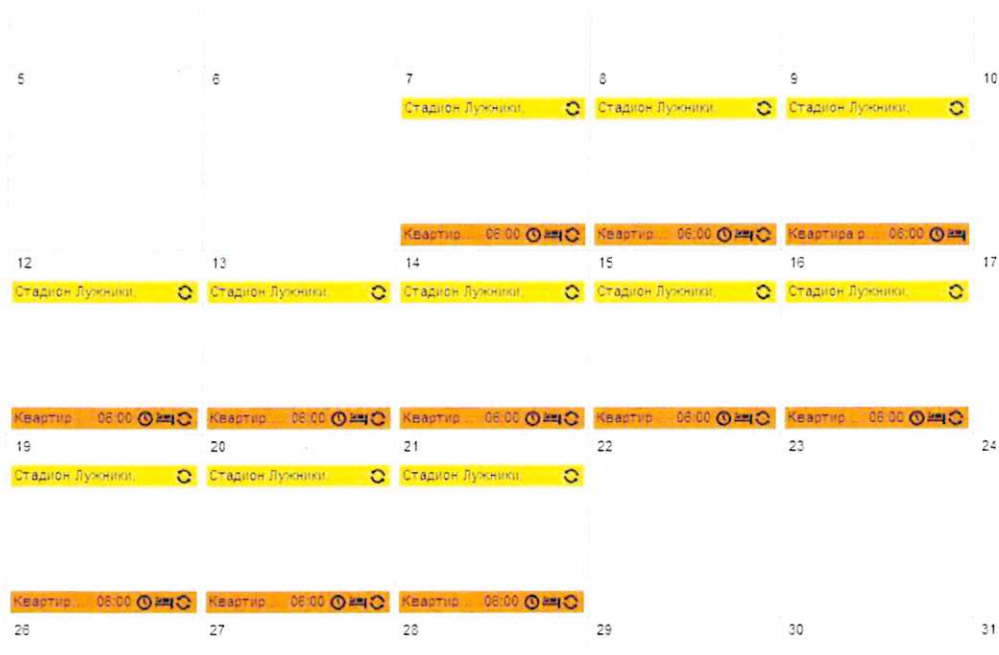 5 6 7 8 9 10
Стадион Лужники, Стадион Лужники, Стадион Лужники,
Квартир... 06:00 Квартир... 06:00 Квартира р... 06:00
12 13 14 15 16 17
Стадион Лужники, Стадион Лужники, Стадион Лужники, Стадион Лужники, Стадион Лужники,
Квартир... 06:00 Квартир... 06:00 Квартир... 06:00 Квартир... 06:00 Квартир... 06:00
19 20 21 22 23 24
Стадион Лужники, Стадион Лужники, Стадион Лужники,
Квартир... 06:00 Квартир... 06:00 Квартир... 06:00
26 27 28 29 30 31